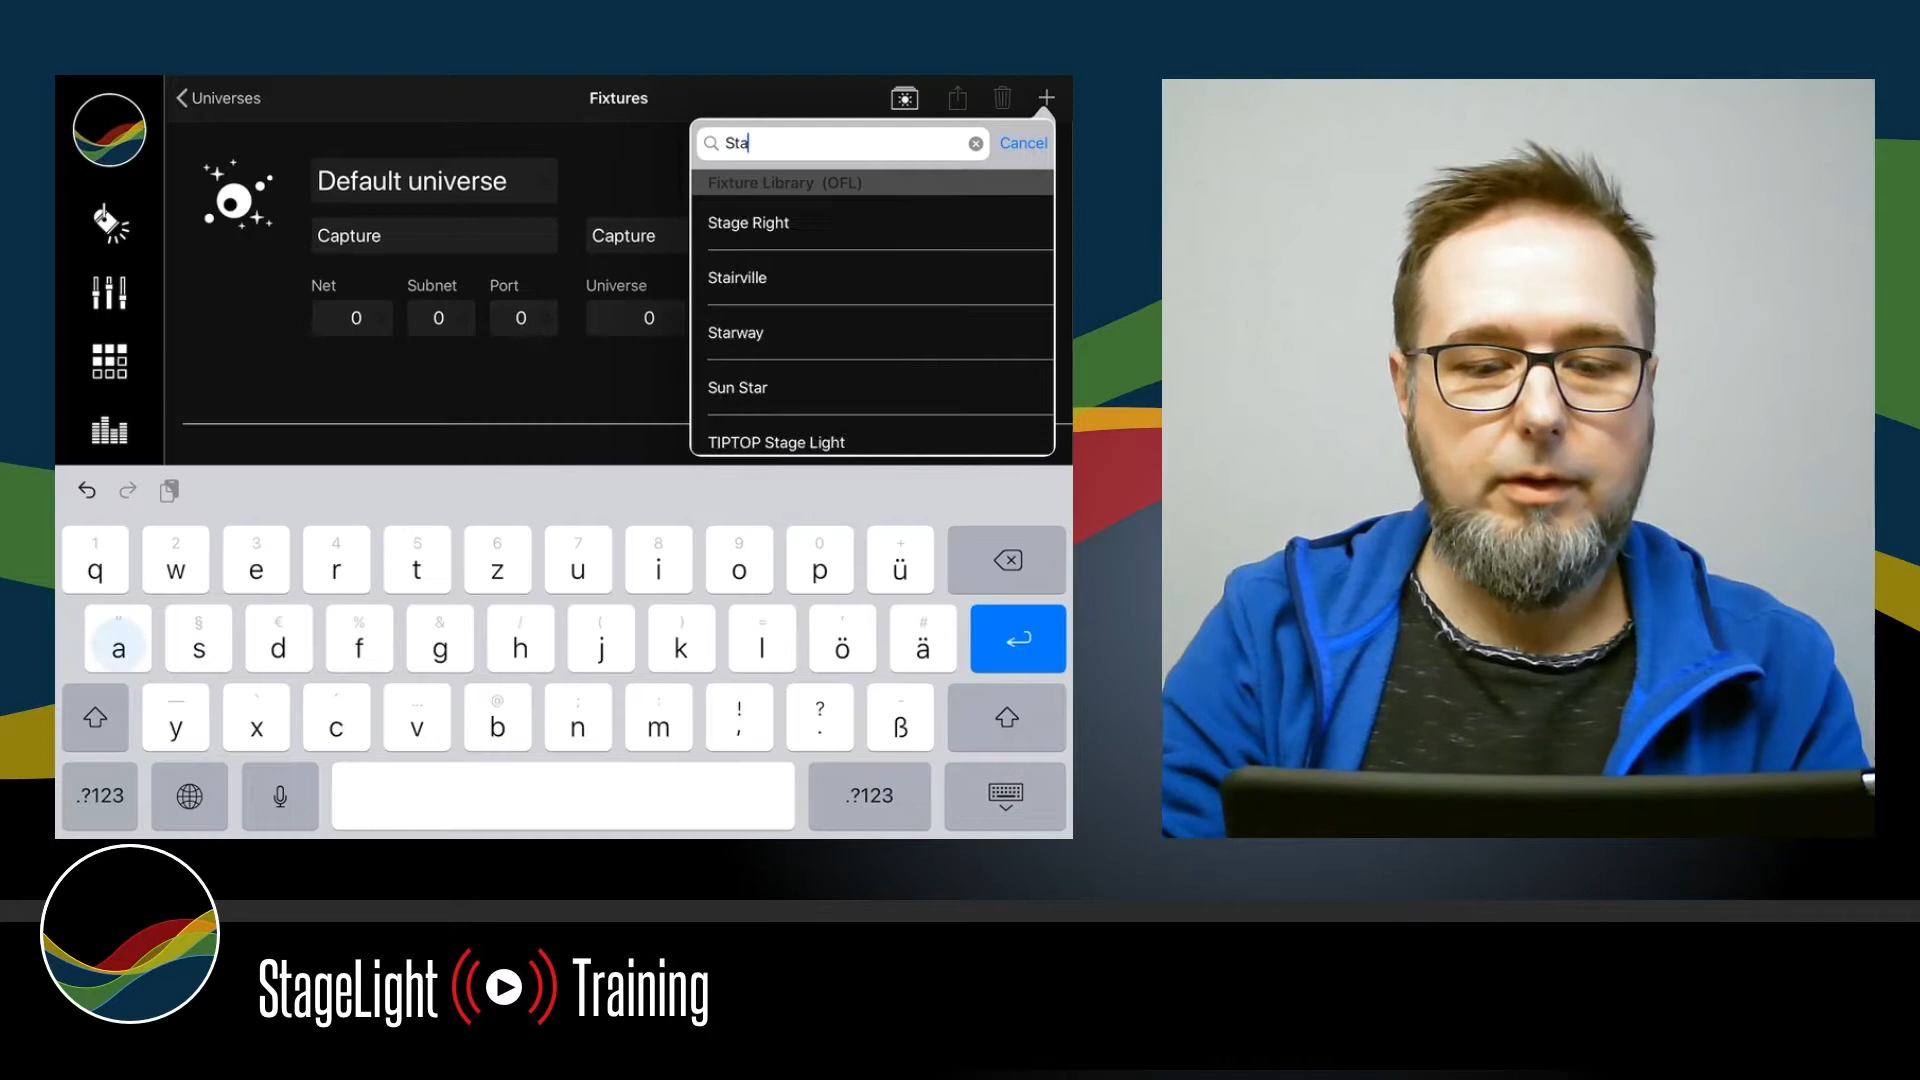 Universes
Fixtures
Sta
Cancel
Fixture Library (OFL)
Stage Right
Stairville
Starway
Sun Star
TIPTOP Stage Light
Default universe
Capture
Capture
Net
Subnet
Port
Universe
0
0
0
0
1 2 3 4 5 6 7 8 9 0 +
q w e r t z u i o p ü
" § € % & / ( ) = ' #
a s d f g h j k l ö ä
— ` ´ ... @ ; : ! ? -
y x c v b n m , . ß
.?123
.?123
StageLight Training